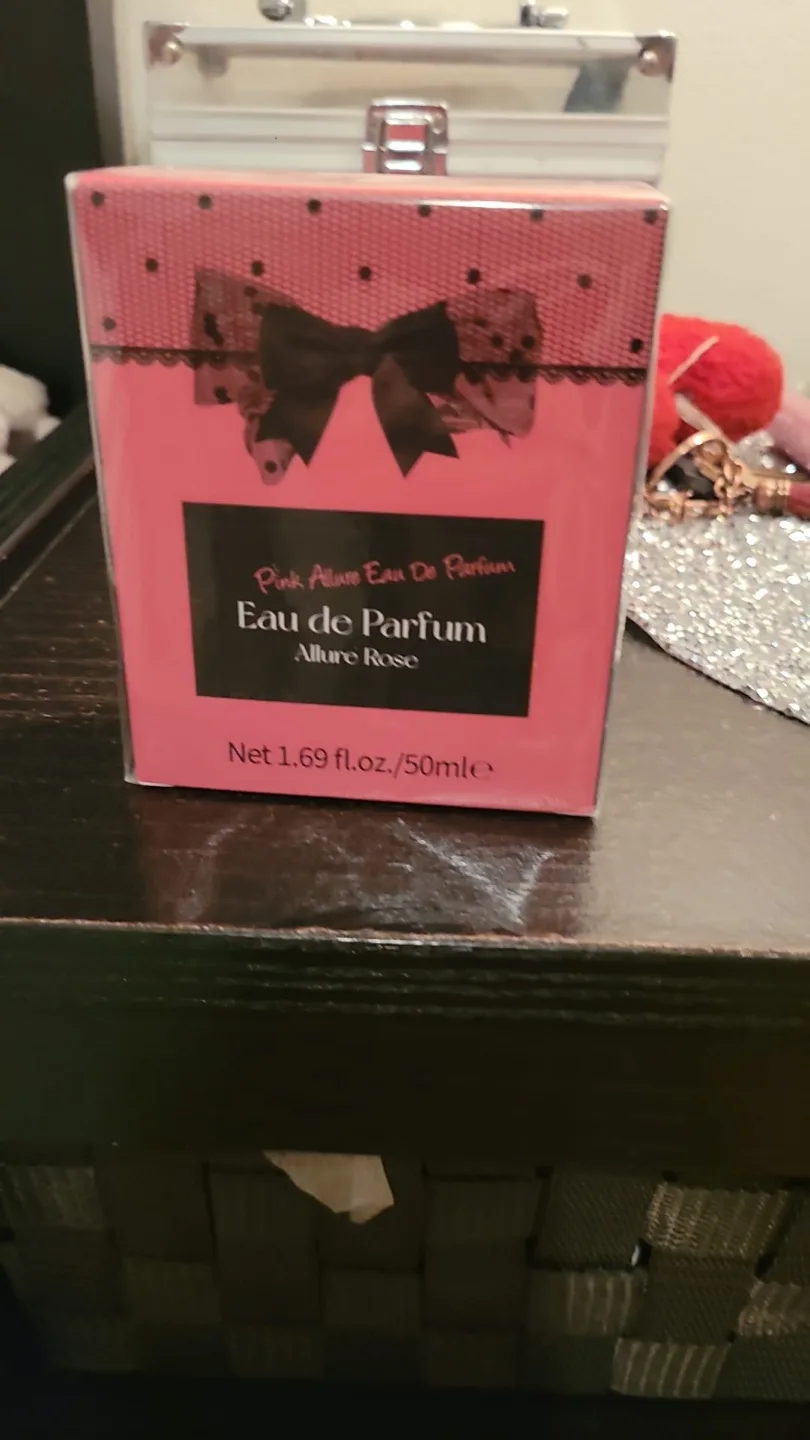 Pink Allure Eau De Parfum
Eau de Parfum
Allure Rose
Net 1.69 fl.oz./50ml℮